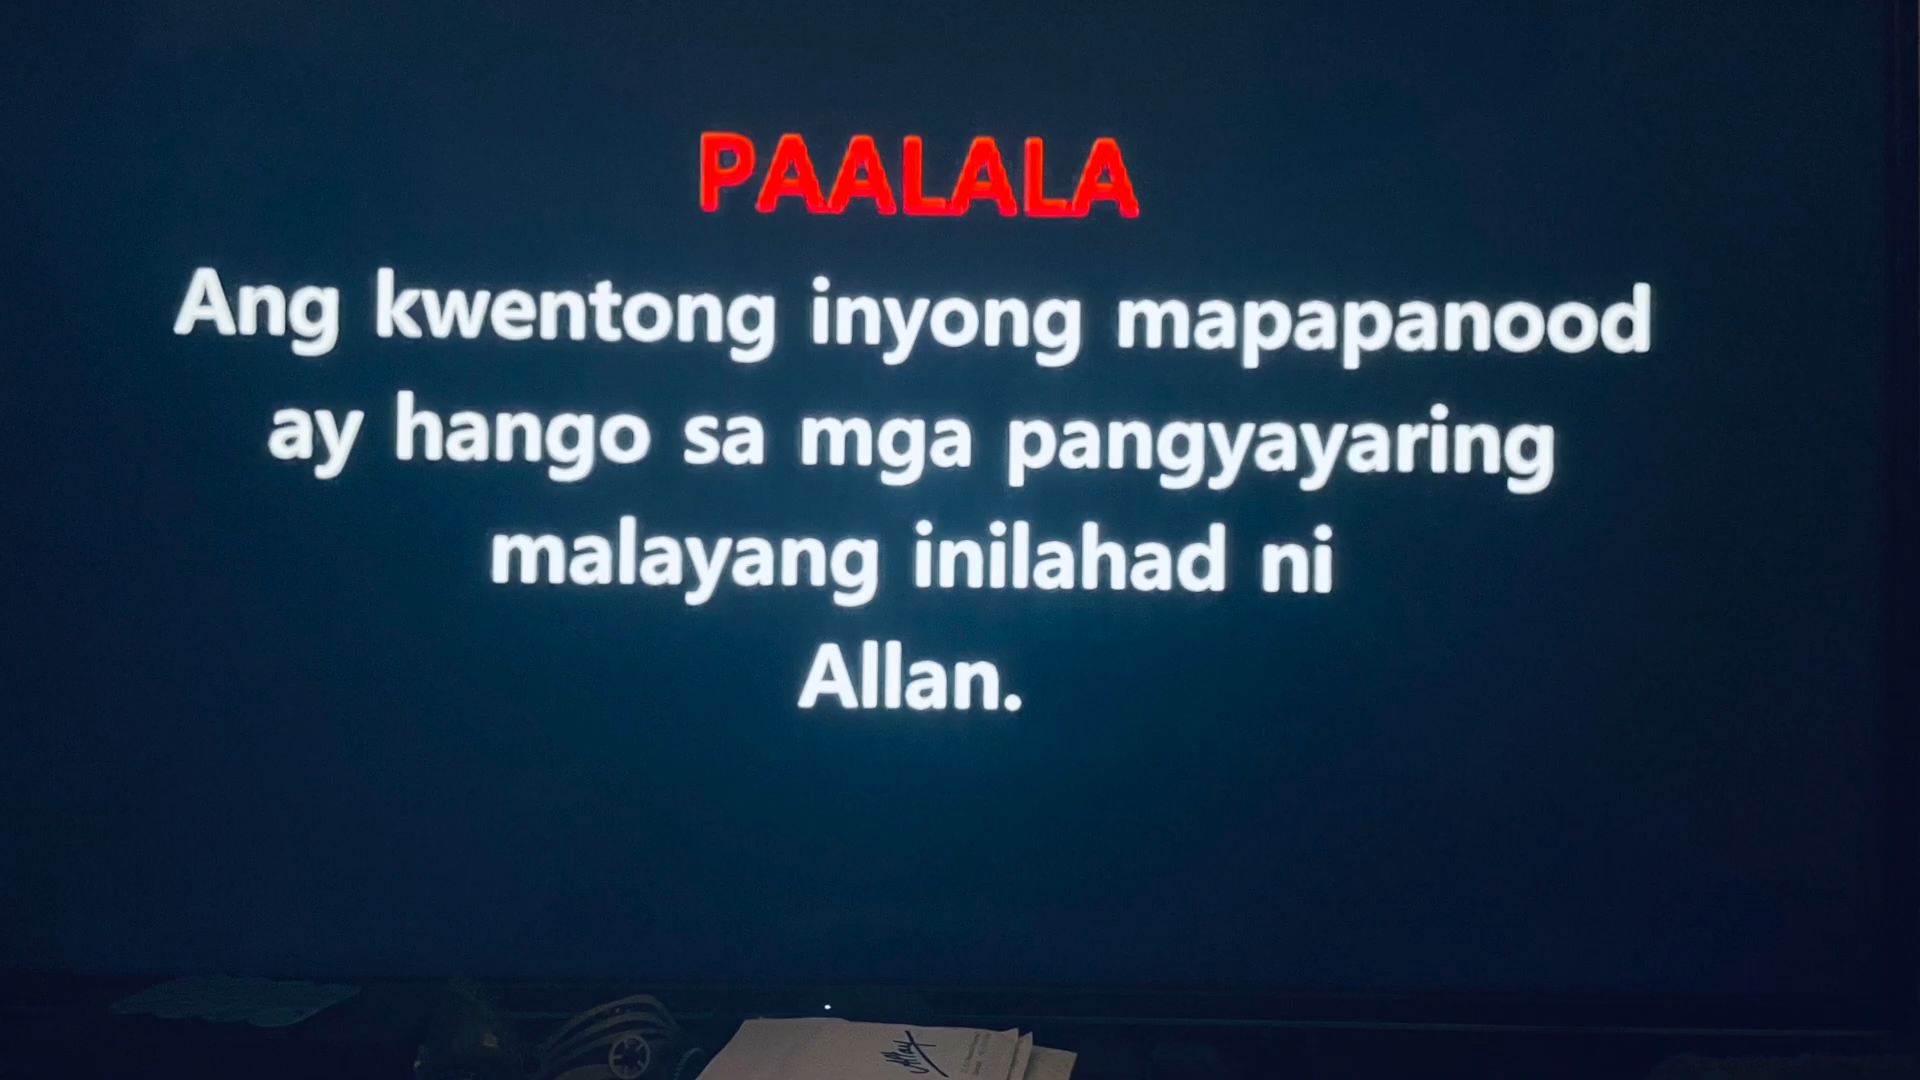 PAALALA
Ang kwentong inyong mapapanood
ay hango sa mga pangyayaring
malayang inilahad ni
Allan.